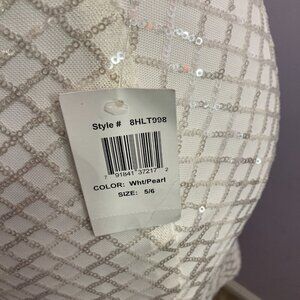 Style # 8HLT998
7 91841 37217 2
COLOR: Wht/Pearl
SIZE: 5/6